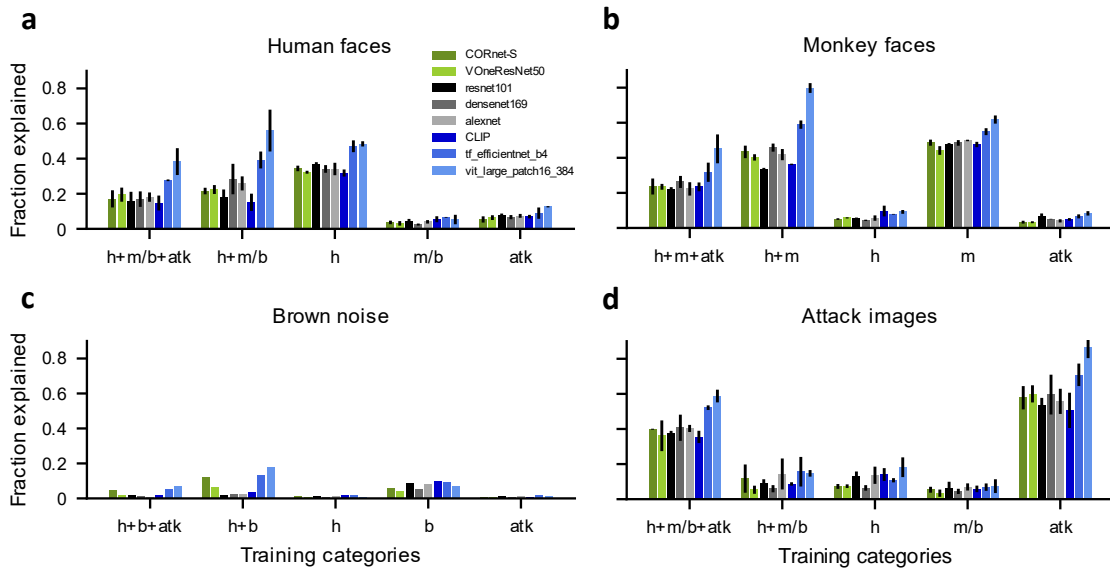 a
Human faces
Fraction explained
0.8
0.6
0.4
0.2
0
h+m/b+atk
h+m/b
h
m/b
atk
CORnet-S
VOneResNet50
resnet101
densenet169
alexnet
CLIP
tf_efficientnet_b4
vit_large_patch16_384
b
Monkey faces
h+m+atk
h+m
h
m
atk
c
Brown noise
Fraction explained
0.8
0.6
0.4
0.2
0
h+b+atk
h+b
h
b
atk
Training categories
d
Attack images
h+m/b+atk
h+m/b
h
m/b
atk
Training categories